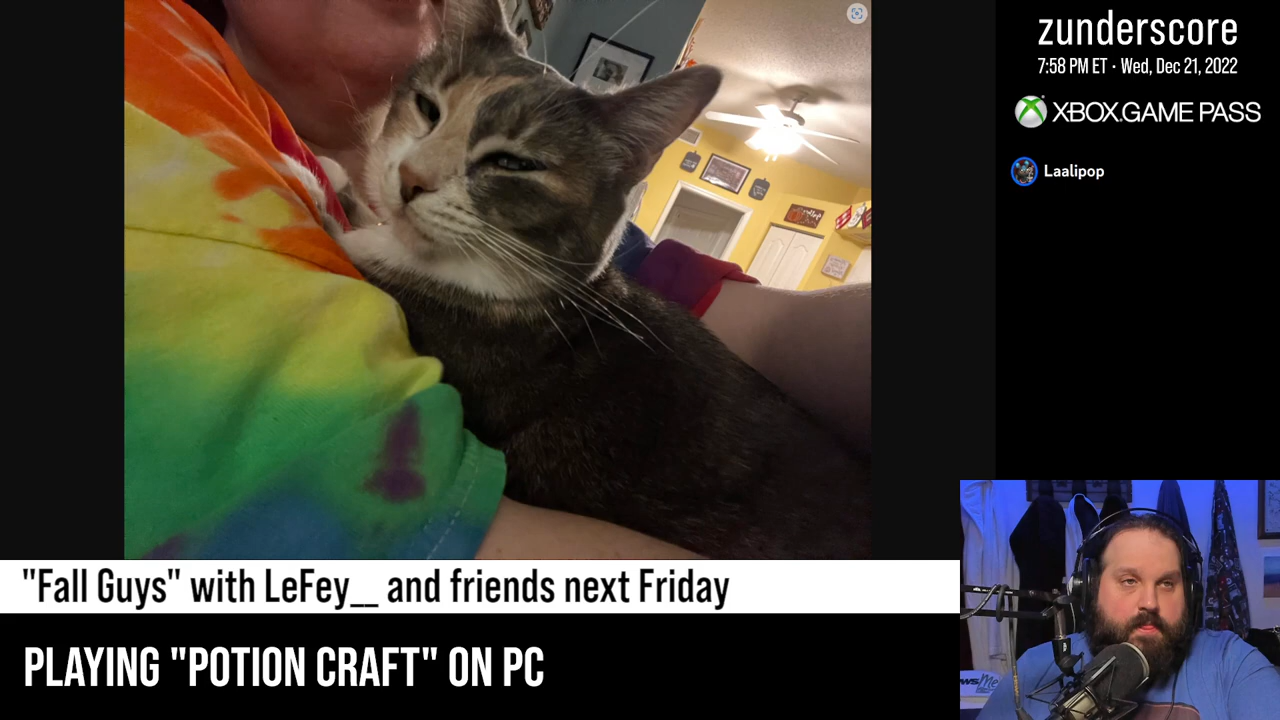 zunderscore
7:58 PM ET · Wed, Dec 21, 2022
XBOX GAME PASS
Laalipop
"Fall Guys" with LeFey__ and friends next Friday
PLAYING "POTION CRAFT" ON PC